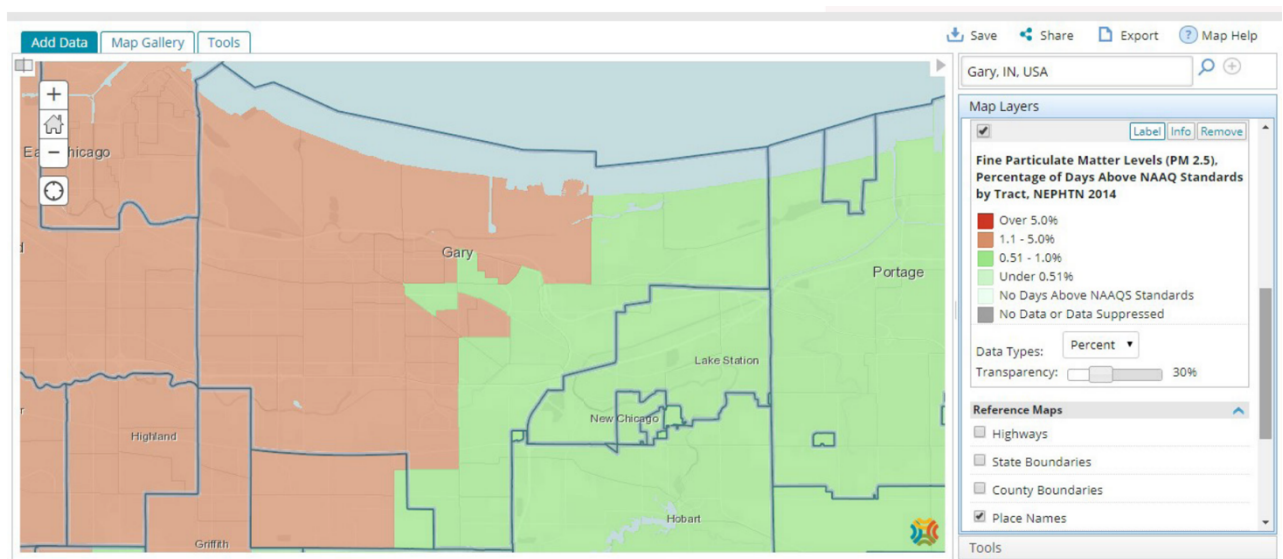 Add Data Map Gallery Tools
Save Share Export ? Map Help
Gary, IN, USA
Map Layers
Label Info Remove
Fine Particulate Matter Levels (PM 2.5),
Percentage of Days Above NAAQ Standards
by Tract, NEPHTN 2014
Over 5.0%
1.1 - 5.0%
0.51 - 1.0%
Under 0.51%
No Days Above NAAQS Standards
No Data or Data Suppressed
Data Types: Percent
Transparency: 30%
Reference Maps
Highways
State Boundaries
County Boundaries
Place Names
Tools
Gary
Portage
Lake Station
New Chicago
Highland
Hobart
Griffith